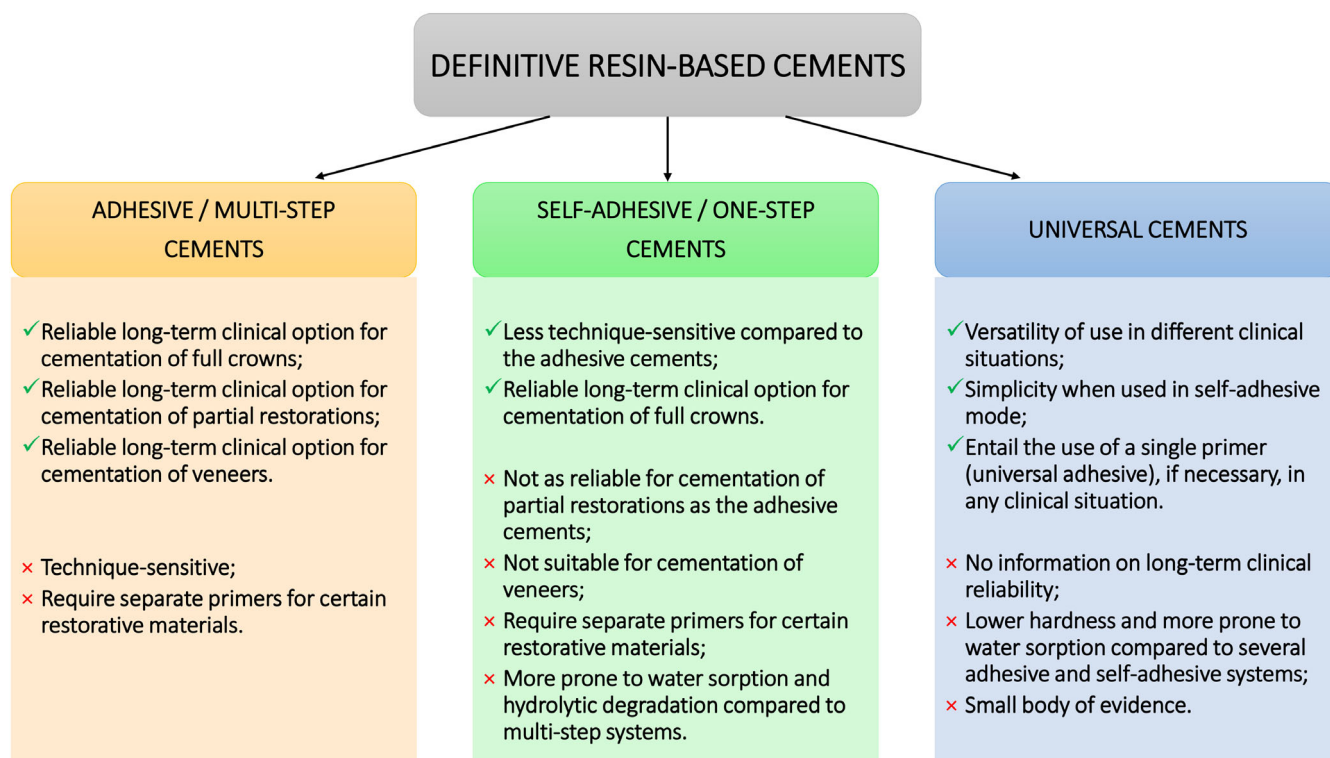 DEFINITIVE RESIN-BASED CEMENTS
ADHESIVE / MULTI-STEP
CEMENTS
✓Reliable long-term clinical option for
cementation of full crowns;
✓Reliable long-term clinical option for
cementation of partial restorations;
✓Reliable long-term clinical option for
cementation of veneers.
× Technique-sensitive;
× Require separate primers for certain
restorative materials.
SELF-ADHESIVE / ONE-STEP
CEMENTS
✓Less technique-sensitive compared to
the adhesive cements;
✓Reliable long-term clinical option for
cementation of full crowns.
× Not as reliable for cementation of
partial restorations as the adhesive
cements;
× Not suitable for cementation of
veneers;
× Require separate primers for certain
restorative materials;
× More prone to water sorption and
hydrolytic degradation compared to
multi-step systems.
UNIVERSAL CEMENTS
✓Versatility of use in different clinical
situations;
✓Simplicity when used in self-adhesive
mode;
✓Entail the use of a single primer
(universal adhesive), if necessary, in
any clinical situation.
× No information on long-term clinical
reliability;
× Lower hardness and more prone to
water sorption compared to several
adhesive and self-adhesive systems;
× Small body of evidence.